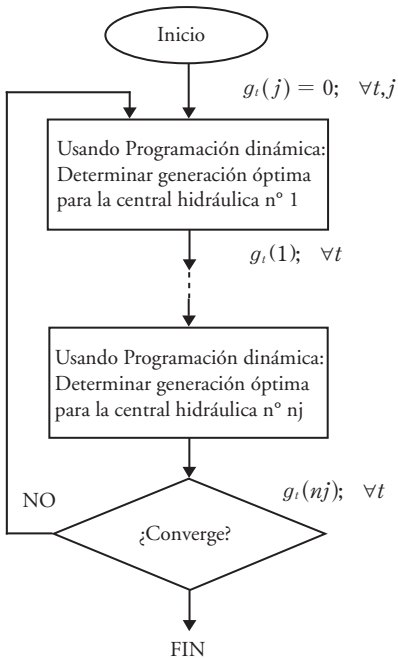 Inicio
gₜ(j) = 0; ∀t,j
Usando Programación dinámica:
Determinar generación óptima
para la central hidráulica n° 1
gₜ(1); ∀t
Usando Programación dinámica:
Determinar generación óptima
para la central hidráulica n° nj
gₜ(nj); ∀t
NO
¿Converge?
FIN